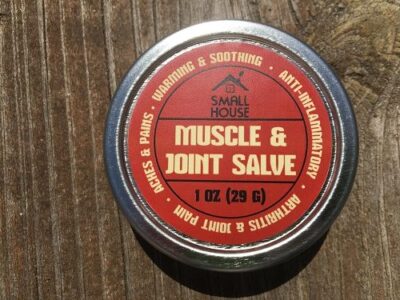 WARMING & SOOTHING • ANTI-INFLAMMATORY • ARTHRITIS & JOINT PAIN • ACHES & PAINS •
SMALL
HOUSE
MUSCLE &
JOINT SALVE
1 OZ (29 G)